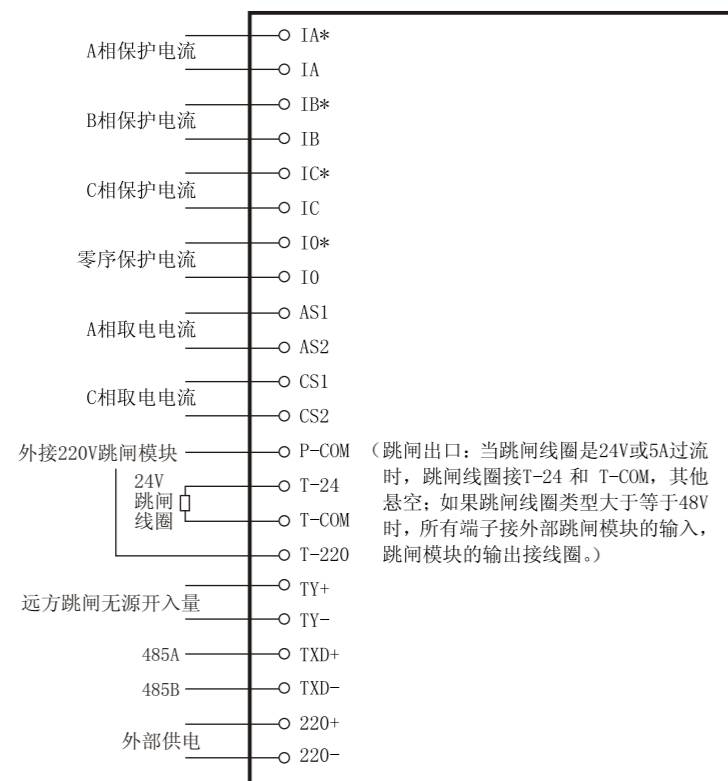 A相保护电流
IA*
IA
B相保护电流
IB*
IB
C相保护电流
IC*
IC
零序保护电流
I0*
I0
A相取电电流
AS1
AS2
C相取电电流
CS1
CS2
外接220V跳闸模块
P-COM
24V
跳闸
线圈
T-24
T-COM
T-220
(跳闸出口：当跳闸线圈是24V或5A过流
时，跳闸线圈接T-24 和 T-COM，其他
悬空；如果跳闸线圈类型大于等于48V
时，所有端子接外部跳闸模块的输入，
跳闸模块的输出接线圈。)
远方跳闸无源开入量
TY+
TY-
485A
TXD+
485B
TXD-
外部供电
220+
220-